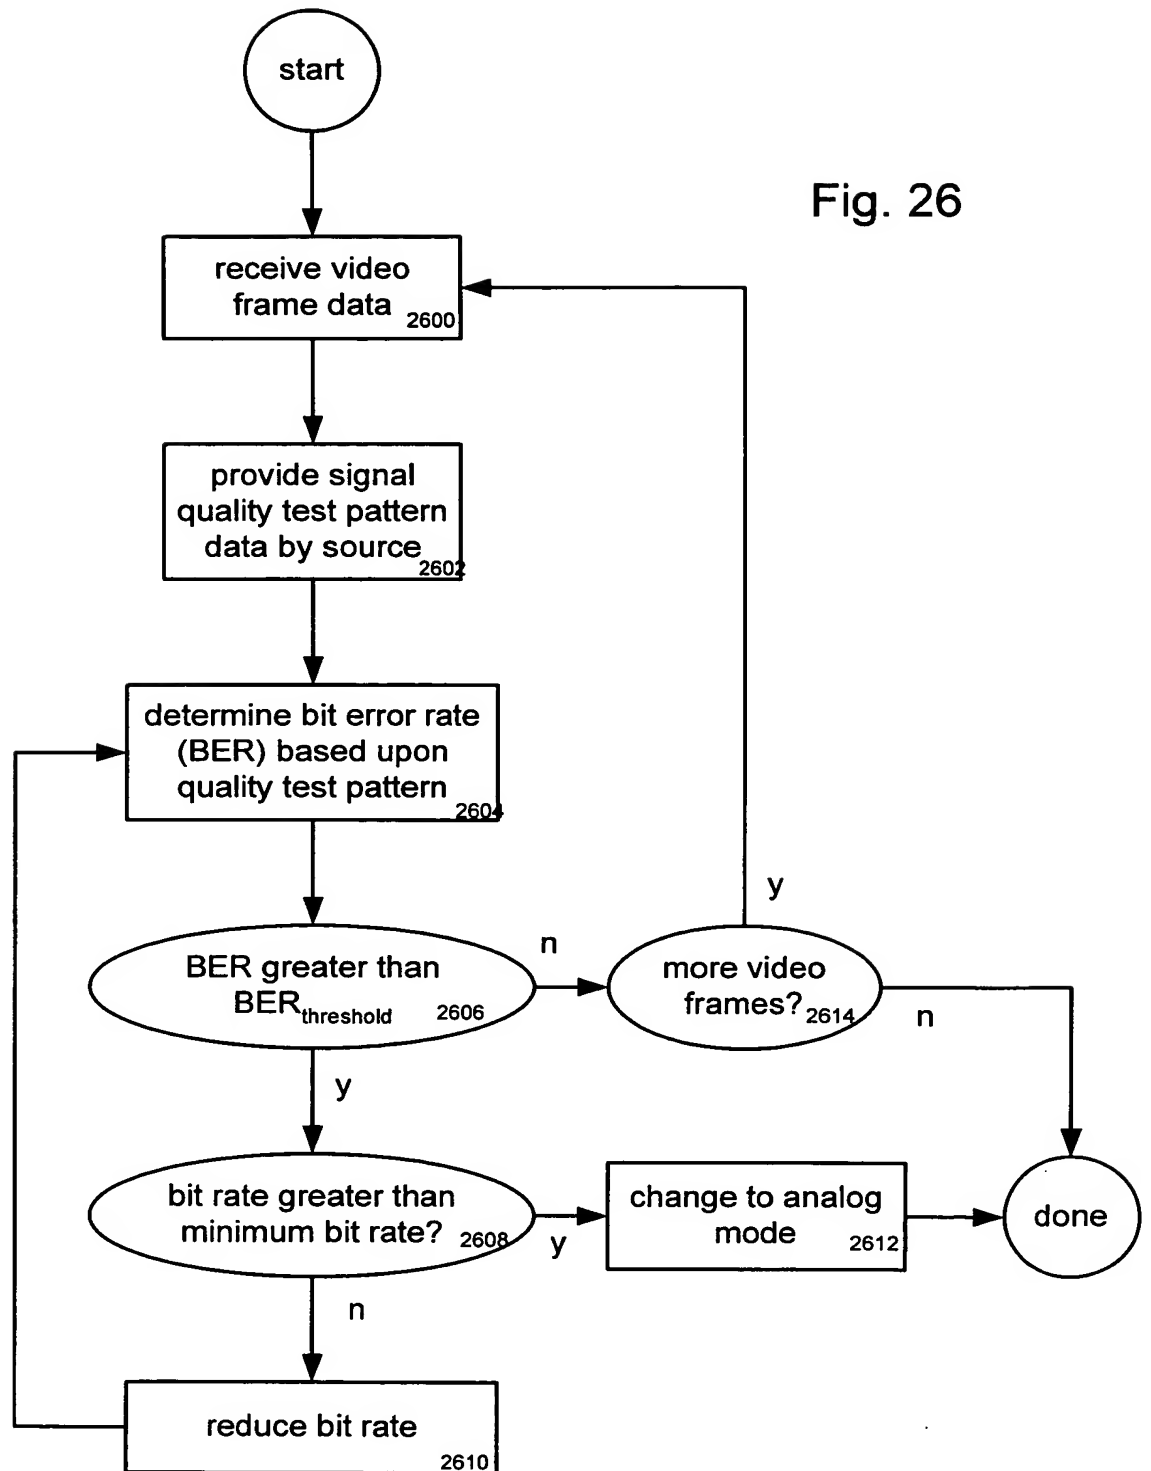 start
Fig. 26
receive video
frame data
2600
provide signal
quality test pattern
data by source
2602
determine bit error rate
(BER) based upon
quality test pattern
2604
BER greater than
BERthreshold
2606
n
more video
frames?
2614
y
n
y
bit rate greater than
minimum bit rate?
2608
y
change to analog
mode
2612
done
n
reduce bit rate
2610